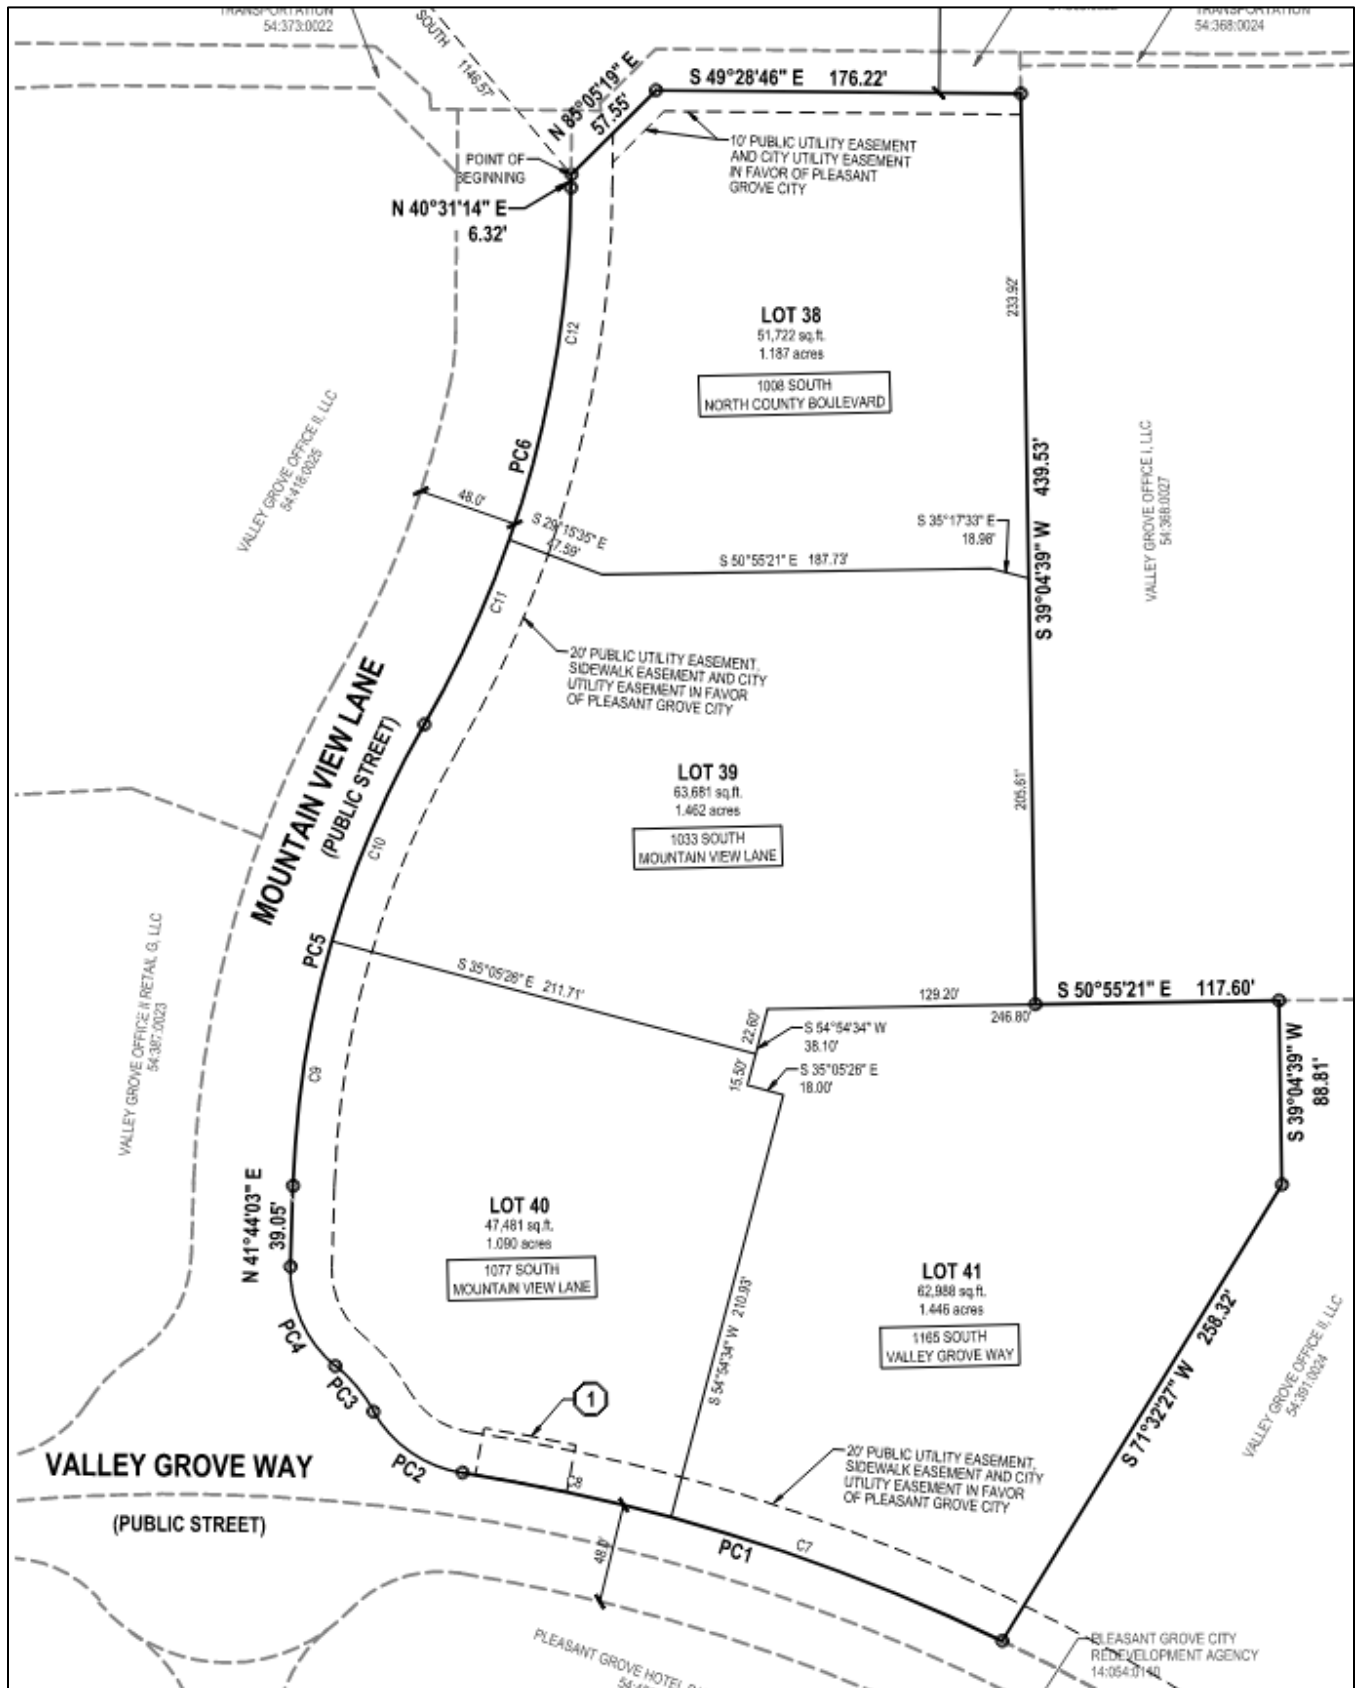 TRANSPORTATION
54:373:0022
SOUTH
1146.57'
TRANSPORTATION
54:368:0024
N 85°05'19" E
57.55'
S 49°28'46" E 176.22'
POINT OF
BEGINNING
N 40°31'14" E
6.32'
10' PUBLIC UTILITY EASEMENT
AND CITY UTILITY EASEMENT
IN FAVOR OF PLEASANT
GROVE CITY
LOT 38
51,722 sq.ft.
1.187 acres
1008 SOUTH
NORTH COUNTY BOULEVARD
233.92'
C12
PC6
VALLEY GROVE OFFICE II, LLC
54:418:0025
48.0'
S 29°15'35" E
47.59'
S 50°55'21" E 187.73'
S 35°17'33" E
18.98'
S 39°04'39" W 439.53'
VALLEY GROVE OFFICE I, LLC
54:368:0027
C11
20' PUBLIC UTILITY EASEMENT,
SIDEWALK EASEMENT AND CITY
UTILITY EASEMENT IN FAVOR
OF PLEASANT GROVE CITY
MOUNTAIN VIEW LANE
(PUBLIC STREET)
LOT 39
63,681 sq.ft.
1.462 acres
1033 SOUTH
MOUNTAIN VIEW LANE
205.61'
C10
PC5
S 35°05'26" E 211.71'
VALLEY GROVE OFFICE II RETAIL G, LLC
54:387:0023
129.20'
246.80'
S 50°55'21" E 117.60'
22.60'
S 54°54'34" W
38.10'
15.50'
S 35°05'26" E
18.00'
S 39°04'39" W
88.81'
C9
N 41°44'03" E
39.05'
LOT 40
47,481 sq.ft.
1.090 acres
1077 SOUTH
MOUNTAIN VIEW LANE
S 54°54'34" W 210.93'
LOT 41
62,988 sq.ft.
1.446 acres
1165 SOUTH
VALLEY GROVE WAY
S 71°32'27" W 258.32'
VALLEY GROVE OFFICE II, LLC
54:391:0024
PC4
PC3
1
PC2
VALLEY GROVE WAY
(PUBLIC STREET)
C8
20' PUBLIC UTILITY EASEMENT,
SIDEWALK EASEMENT AND CITY
UTILITY EASEMENT IN FAVOR
OF PLEASANT GROVE CITY
PC1
C7
48.0'
PLEASANT GROVE HOTEL
PLEASANT GROVE CITY
REDEVELOPMENT AGENCY
14:054:0150